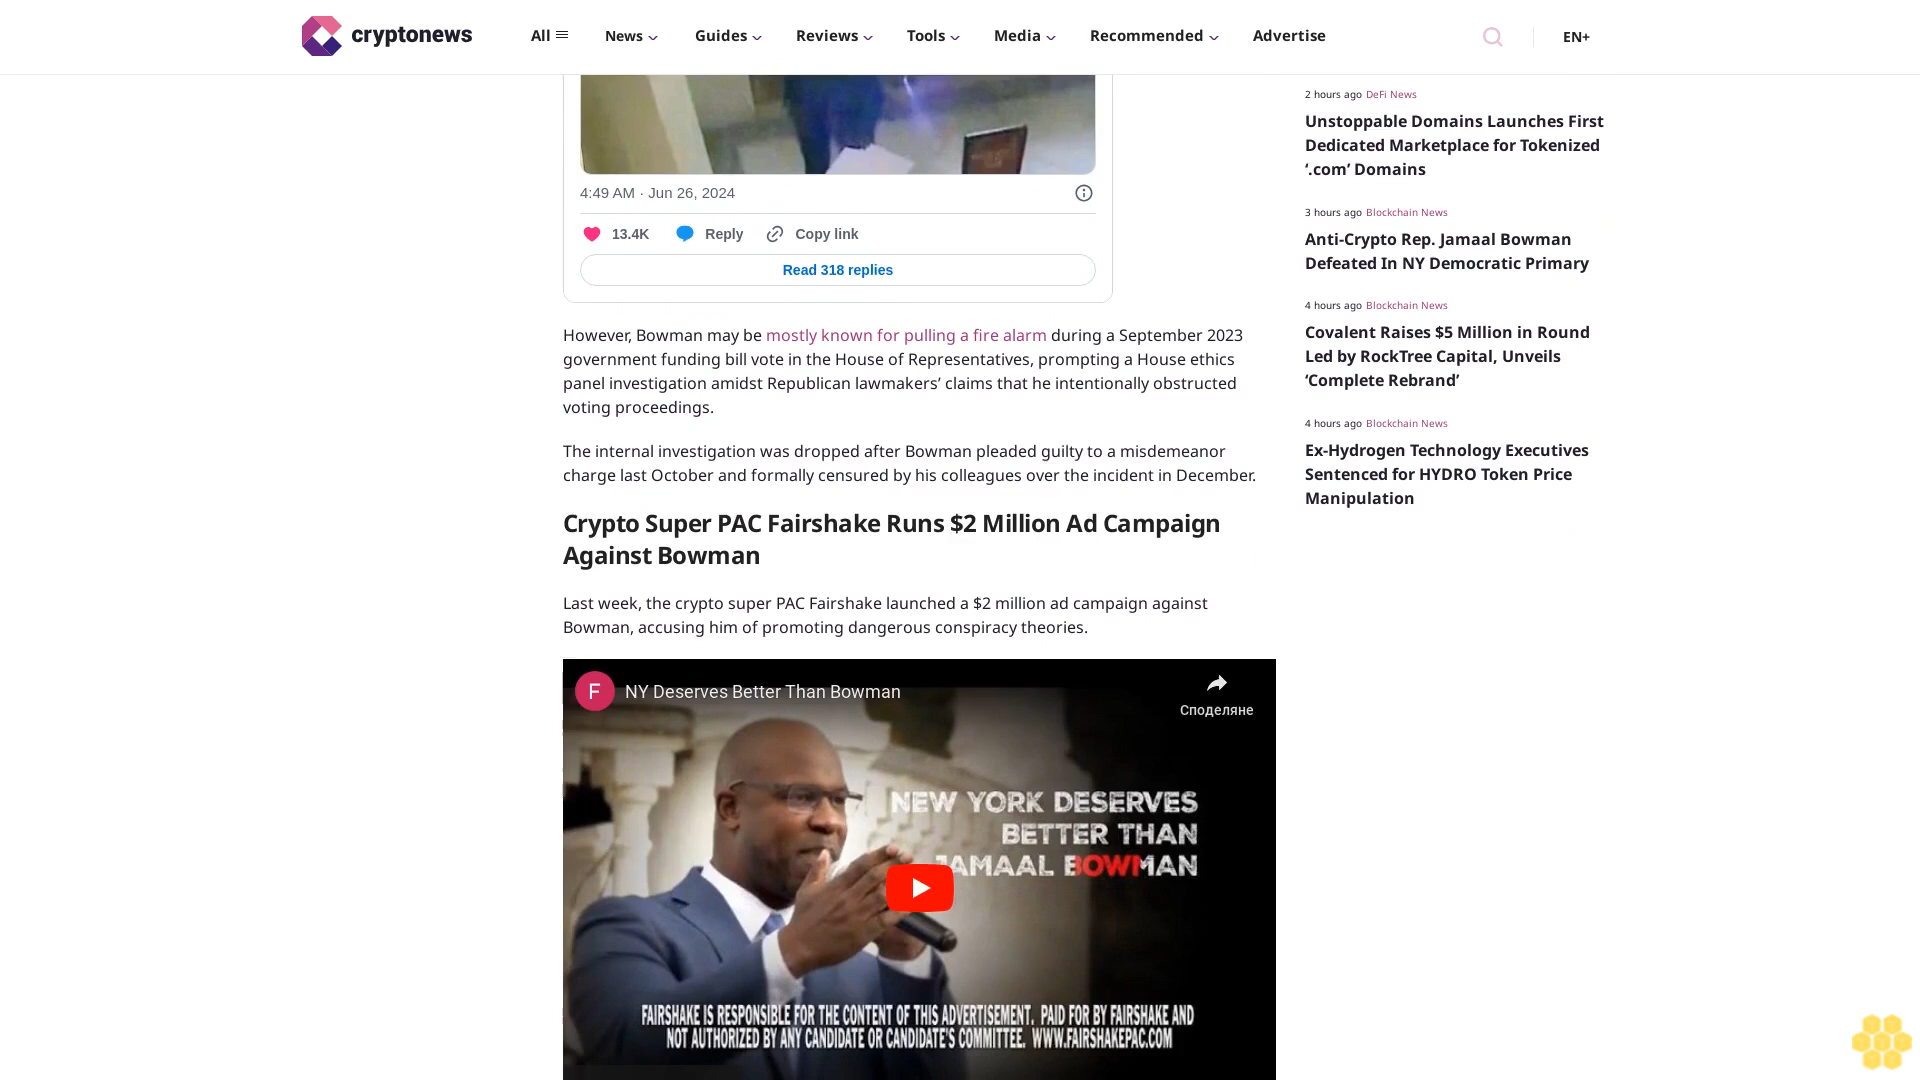 cryptonews
All
News
Guides
Reviews
Tools
Media
Recommended
Advertise
EN+
4:49 AM · Jun 26, 2024
13.4K
Reply
Copy link
Read 318 replies
However, Bowman may be mostly known for pulling a fire alarm during a September 2023
government funding bill vote in the House of Representatives, prompting a House ethics
panel investigation amidst Republican lawmakers’ claims that he intentionally obstructed
voting proceedings.
The internal investigation was dropped after Bowman pleaded guilty to a misdemeanor
charge last October and formally censured by his colleagues over the incident in December.
Crypto Super PAC Fairshake Runs $2 Million Ad Campaign
Against Bowman
Last week, the crypto super PAC Fairshake launched a $2 million ad campaign against
Bowman, accusing him of promoting dangerous conspiracy theories.
F
NY Deserves Better Than Bowman
Споделяне
NEW YORK DESERVES
BETTER THAN
JAMAAL BOWMAN
FAIRSHAKE IS RESPONSIBLE FOR THE CONTENT OF THIS ADVERTISEMENT. PAID FOR BY FAIRSHAKE AND
NOT AUTHORIZED BY ANY CANDIDATE OR CANDIDATE'S COMMITTEE. WWW.FAIRSHAKEPAC.COM
2 hours ago DeFi News
Unstoppable Domains Launches First
Dedicated Marketplace for Tokenized
‘.com’ Domains
3 hours ago Blockchain News
Anti-Crypto Rep. Jamaal Bowman
Defeated In NY Democratic Primary
4 hours ago Blockchain News
Covalent Raises $5 Million in Round
Led by RockTree Capital, Unveils
‘Complete Rebrand’
4 hours ago Blockchain News
Ex-Hydrogen Technology Executives
Sentenced for HYDRO Token Price
Manipulation